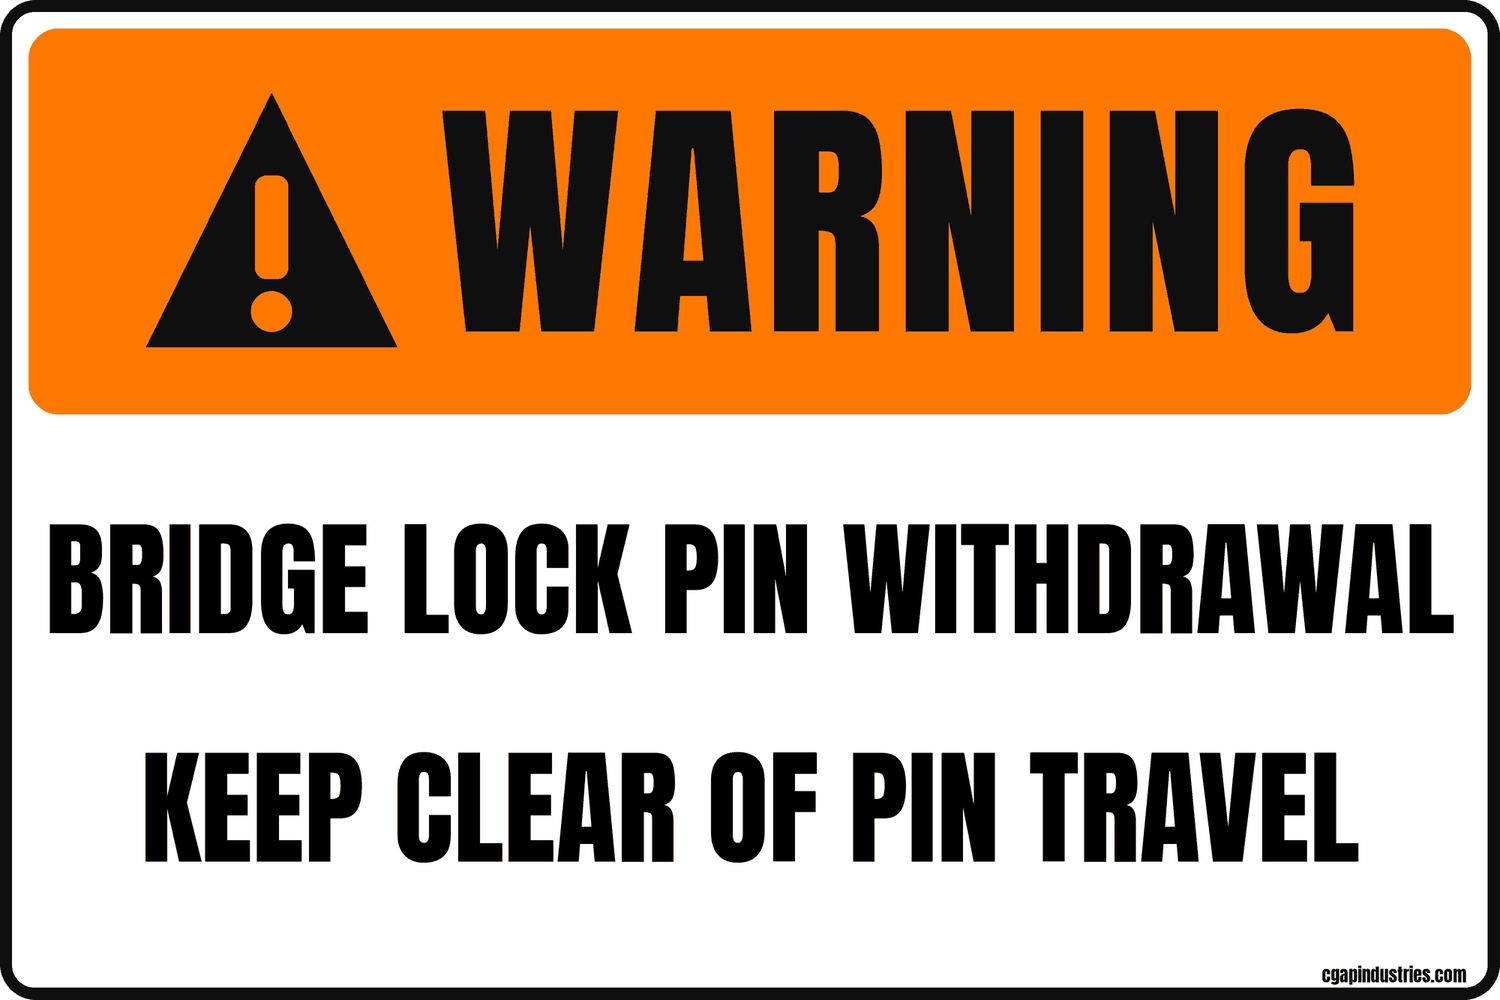 WARNING
BRIDGE LOCK PIN WITHDRAWAL
KEEP CLEAR OF PIN TRAVEL
cgapindustries.com